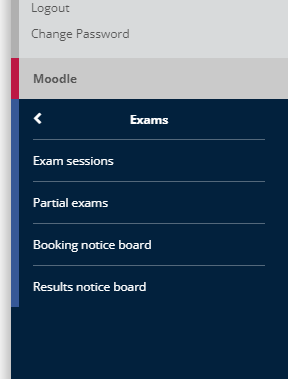 Logout
Change Password
Moodle
Exams
Exam sessions
Partial exams
Booking notice board
Results notice board